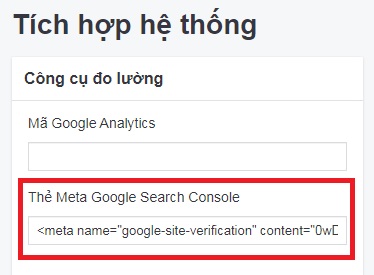 Tích hợp hệ thống
Công cụ đo lường
Mã Google Analytics
Thẻ Meta Google Search Console
<meta name="google-site-verification" content="0wD